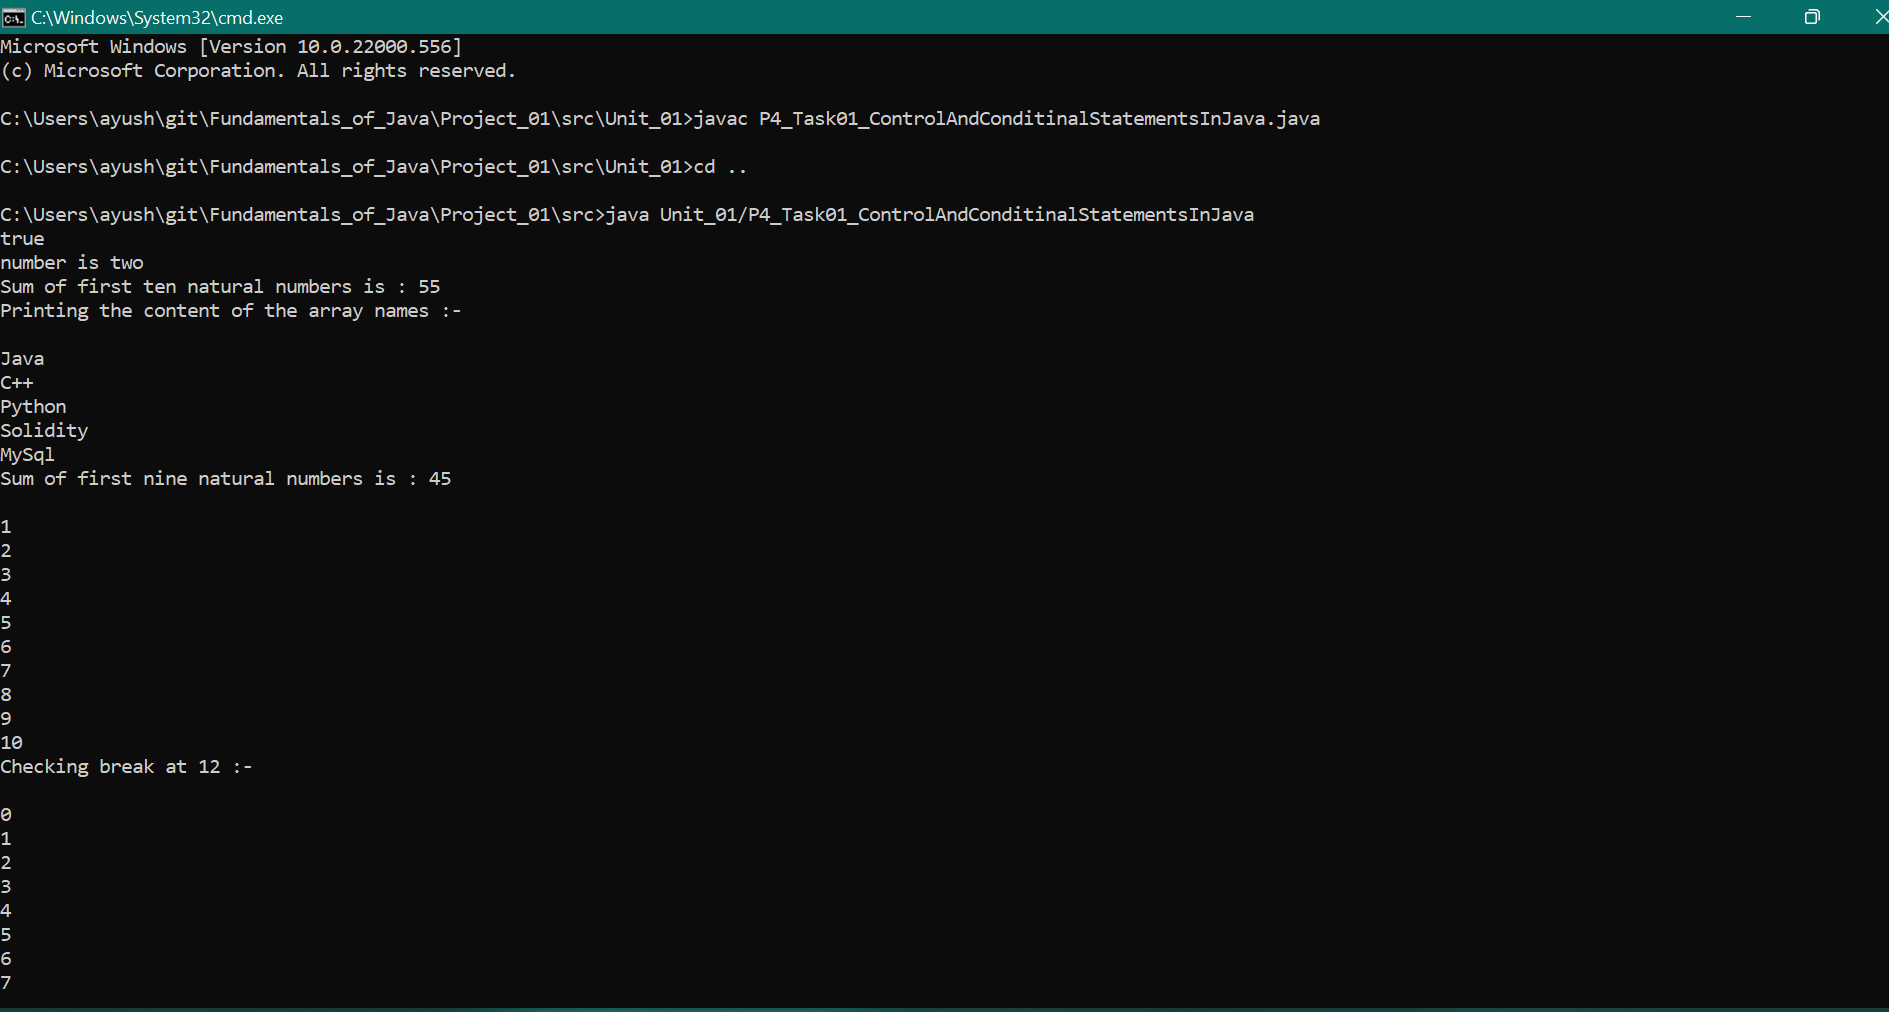 C:\Windows\System32\cmd.exe
Microsoft Windows [Version 10.0.22000.556]
(c) Microsoft Corporation. All rights reserved.
C:\Users\ayush\git\Fundamentals_of_Java\Project_01\src\Unit_01>javac P4_Task01_ControlAndConditinalStatementsInJava.java
C:\Users\ayush\git\Fundamentals_of_Java\Project_01\src\Unit_01>cd ..
C:\Users\ayush\git\Fundamentals_of_Java\Project_01\src>java Unit_01/P4_Task01_ControlAndConditinalStatementsInJava
true
number is two
Sum of first ten natural numbers is : 55
Printing the content of the array names :-
Java
C++
Python
Solidity
MySql
Sum of first nine natural numbers is : 45
1
2
3
4
5
6
7
8
9
10
Checking break at 12 :-
0
1
2
3
4
5
6
7